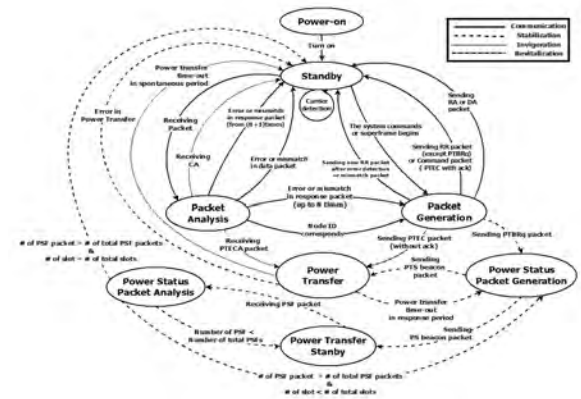 Power-on
Turn on
Standby
Carrier
detection
Communication
Stabilization
Invigoration
Revitalization
Power transfer
time-out
in spontaneous period
Error in
Power Transfer
Receiving
Packet
Receiving
CA
Error or mismatch
in response packet
(from (N + 1)times)
Error or mismatch
in data packet
The system commands
or superframe begins
Sending new RR packet
after error detection
or mismatch packet
Sending
RA or DA
packet
Sending RR packet
(except PTBRq)
or Command packet
( PTEC with ack)
Packet
Analysis
Error or mismatch
in response packet
(up to N times)
Packet
Generation
Node ID
corresponds
Receiving
PTECA packet
Sending PTEC packet
(without ack)
Sending PTBRq packet
# of PSF packet = # of total PSF packets
&
# of slot = # of total slots
Power
Transfer
Sending
PTS beacon
packet
Power Status
Packet Analysis
Power Status
Packet Generation
Receiving PSF packet
Power transfer
time-out
in response period
Number of PSF <
Number of total PSFs
Power Transfer
Stanby
Sending
PS beacon packet
# of PSF packet = # of total PSF packets
&
# of slot < # of total slots